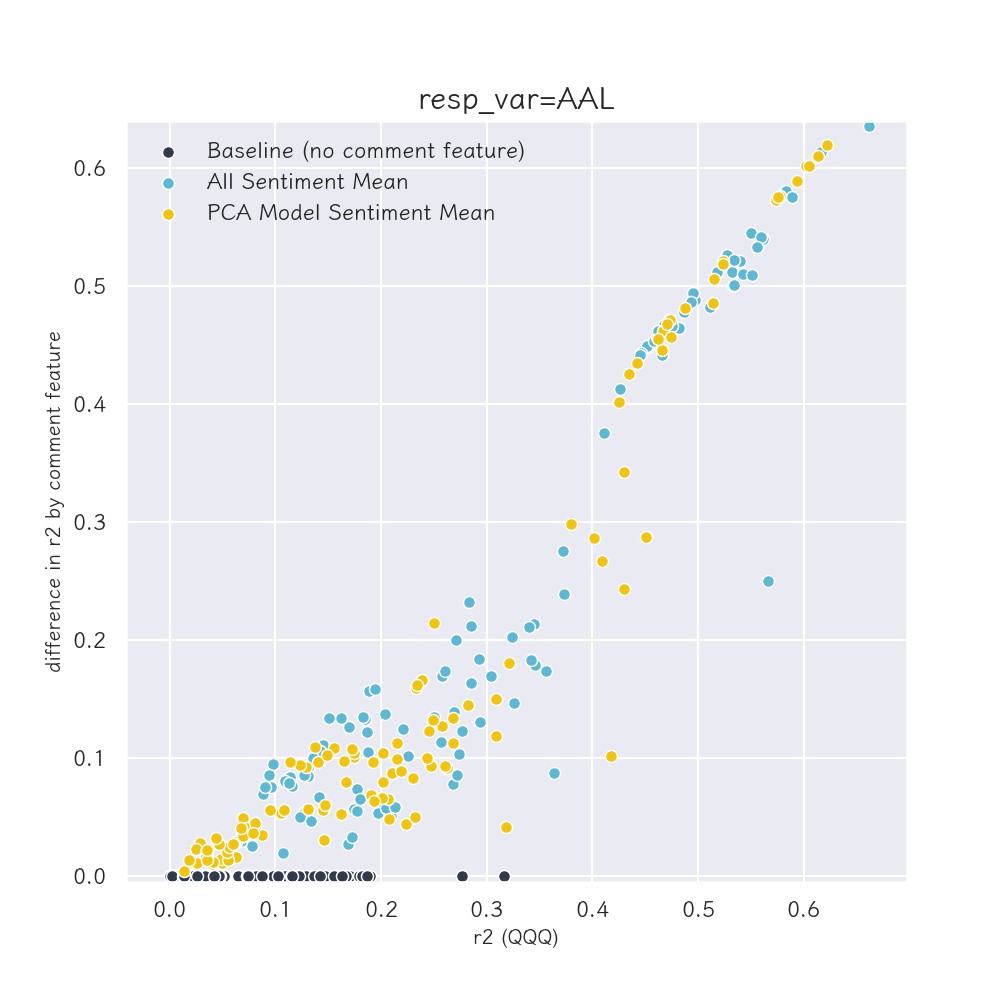 resp_var=AAL
Baseline (no comment feature)
All Sentiment Mean
PCA Model Sentiment Mean
difference in r2 by comment feature
0.6
0.5
0.4
0.3
0.2
0.1
0.0
0.0 0.1 0.2 0.3 0.4 0.5 0.6
r2 (QQQ)